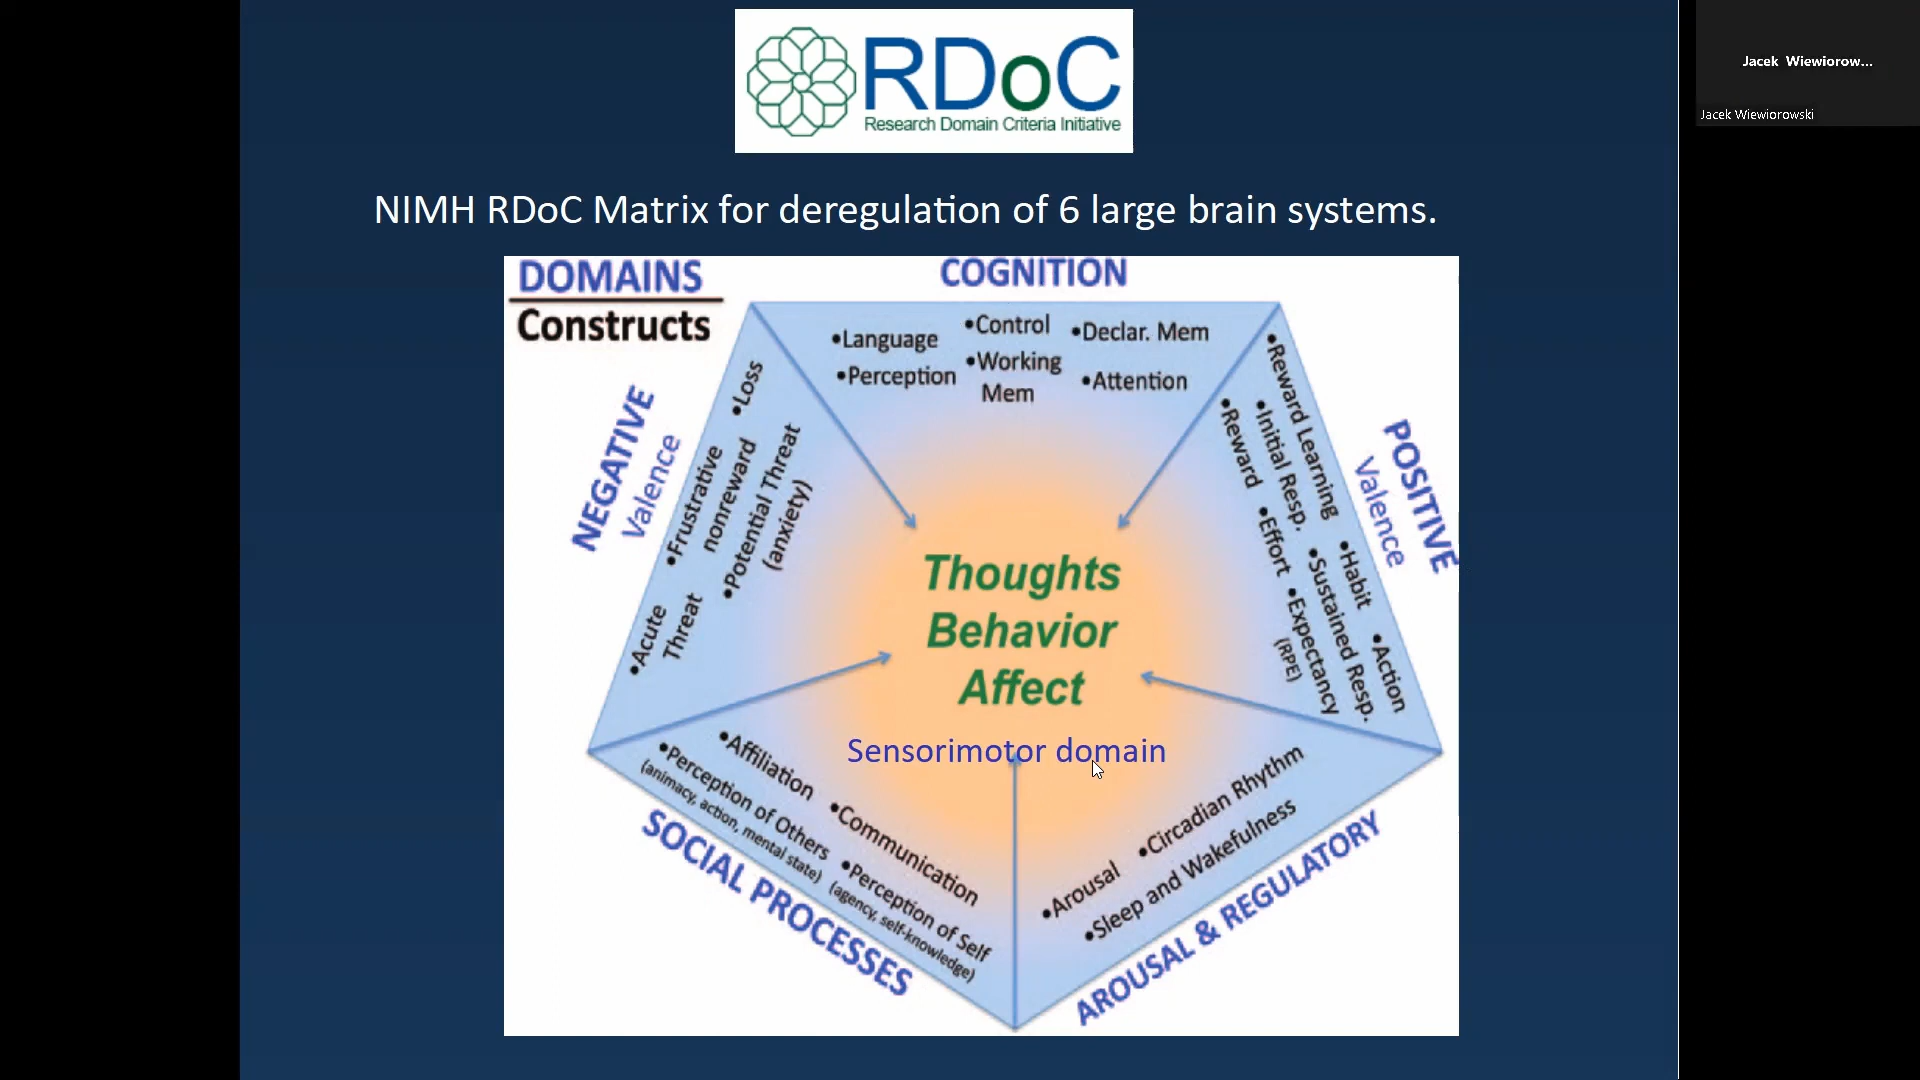 RDoC
Research Domain Criteria Initiative
Jacek Wiewiorow...
Jacek Wiewiorowski
NIMH RDoC Matrix for deregulation of 6 large brain systems.
DOMAINS
Constructs
COGNITION
•Language
•Perception
•Control
•Working
Mem
•Declar. Mem
•Attention
NEGATIVE
Valence
•Loss
•Frustrative
nonreward
•Potential Threat
(anxiety)
•Acute
Threat
POSITIVE
Valence
•Reward Learning
•Initial Resp.
•Reward
•Habit
•Sustained Resp.
•Effort
•Expectancy
(RPE)
•Action
Thoughts
Behavior
Affect
Sensorimotor domain
SOCIAL PROCESSES
•Affiliation
•Communication
•Perception of Others
(animacy, action, mental state)
•Perception of Self
(agency, self-knowledge)
AROUSAL & REGULATORY
•Arousal
•Circadian Rhythm
•Sleep and Wakefulness